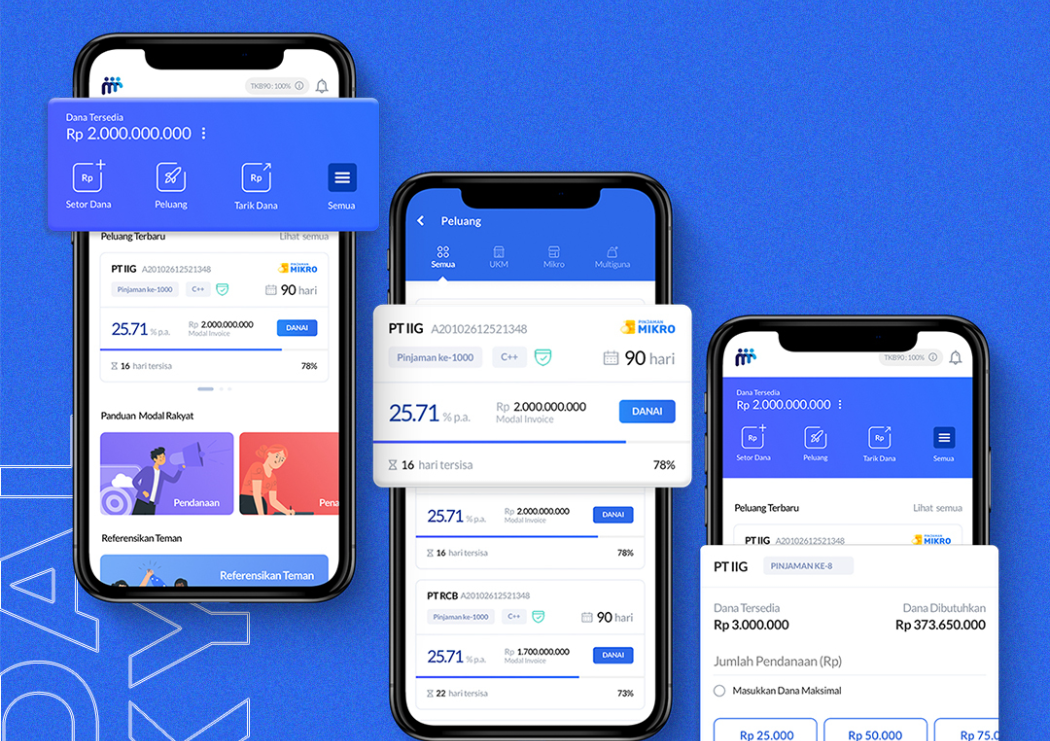 TKB90: 100%
Dana Tersedia
Rp 2.000.000.000
Rp
Rp
Setor Dana
Peluang
Tarik Dana
Semua
Peluang Terbaru
Lihat semua
PT IIG A20102612521348
PINJAMAN
MIKRO
Pinjaman ke-1000
C++
90 hari
25.71 % p.a.
Rp 2.000.000.000
Modal Invoice
DANAI
16 hari tersisa
78%
Panduan Modal Rakyat
Pendanaan
Pena
Referensikan Teman
Referensikan Teman
Peluang
Semua
UKM
Mikro
Multiguna
PT IIG A20102612521348
PINJAMAN
MIKRO
Pinjaman ke-1000
C++
90 hari
25.71 % p.a.
Rp 2.000.000.000
Modal Invoice
DANAI
16 hari tersisa
78%
25.71 % p.a.
Rp 2.000.000.000
Modal Invoice
DANAI
16 hari tersisa
78%
PT RCB A20102612521348
Pinjaman ke-1000
C++
90 hari
25.71 % p.a.
Rp 1.700.000.000
Modal Invoice
DANAI
22 hari tersisa
73%
TKB90: 100%
Dana Tersedia
Rp 2.000.000.000
Rp
Rp
Setor Dana
Peluang
Tarik Dana
Semua
Peluang Terbaru
Lihat semua
PT IIG A20102612521348
MIKRO
PT IIG
PINJAMAN KE-8
Dana Tersedia
Dana Dibutuhkan
Rp 3.000.000
Rp 373.650.000
Jumlah Pendanaan (Rp)
Masukkan Dana Maksimal
Rp 25.000
Rp 50.000
Rp 75.0
DAL
KY